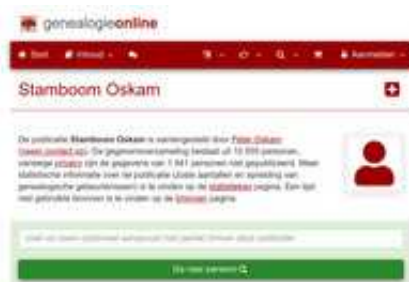 genealogieonline
Start Inhoud Aanmelden
Stamboom Oskam
De publicatie Stamboom Oskam is samengesteld door Peter Oskam
(neem contact op). De gegevensverzameling bestaat uit personen,
vanwege privacy zijn de gegevens van 1.941 personen niet gepubliceerd. Meer
statistische informatie over de publicatie (zoals aantallen en spreiding van
genealogische gebeurtenissen) is te vinden op de statistieken pagina. Een lijst
met gebruikte bronnen is te vinden op de bronnen pagina.
Ga naar persoon